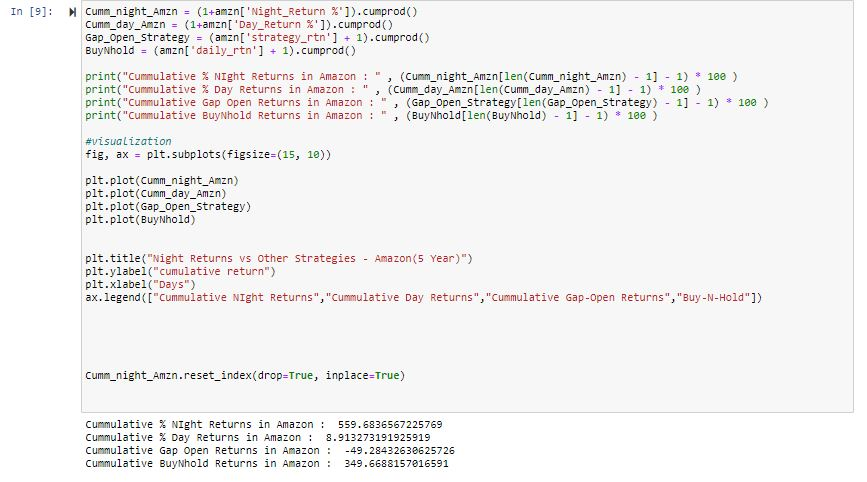 In [9]:
Cumm_night_Amzn = (1+amzn['Night_Return %']).cumprod()
Cumm_day_Amzn = (1+amzn['Day_Return %']).cumprod()
Gap_Open_Strategy = (amzn['strategy_rtn'] + 1).cumprod()
BuyNhold = (amzn['daily_rtn'] + 1).cumprod()
print("Cummulative % NIght Returns in Amazon : " , (Cumm_night_Amzn[len(Cumm_night_Amzn) - 1] - 1) * 100 )
print("Cummulative % Day Returns in Amazon : " , (Cumm_day_Amzn[len(Cumm_day_Amzn) - 1] - 1) * 100 )
print("Cummulative Gap Open Returns in Amazon : " , (Gap_Open_Strategy[len(Gap_Open_Strategy) - 1] - 1) * 100 )
print("Cummulative BuyNhold Returns in Amazon : " , (BuyNhold[len(BuyNhold) - 1] - 1) * 100 )
#visualization
fig, ax = plt.subplots(figsize=(15, 10))
plt.plot(Cumm_night_Amzn)
plt.plot(Cumm_day_Amzn)
plt.plot(Gap_Open_Strategy)
plt.plot(BuyNhold)
plt.title("Night Returns vs Other Strategies - Amazon(5 Year)")
plt.ylabel("cumulative return")
plt.xlabel("Days")
ax.legend(["Cummulative NIght Returns","Cummulative Day Returns","Cummulative Gap-Open Returns","Buy-N-Hold"])
Cumm_night_Amzn.reset_index(drop=True, inplace=True)
Cummulative % NIght Returns in Amazon :  559.6836567225769
Cummulative % Day Returns in Amazon :  8.913273191925919
Cummulative Gap Open Returns in Amazon :  -49.28432630625726
Cummulative BuyNhold Returns in Amazon :  349.6688157016591